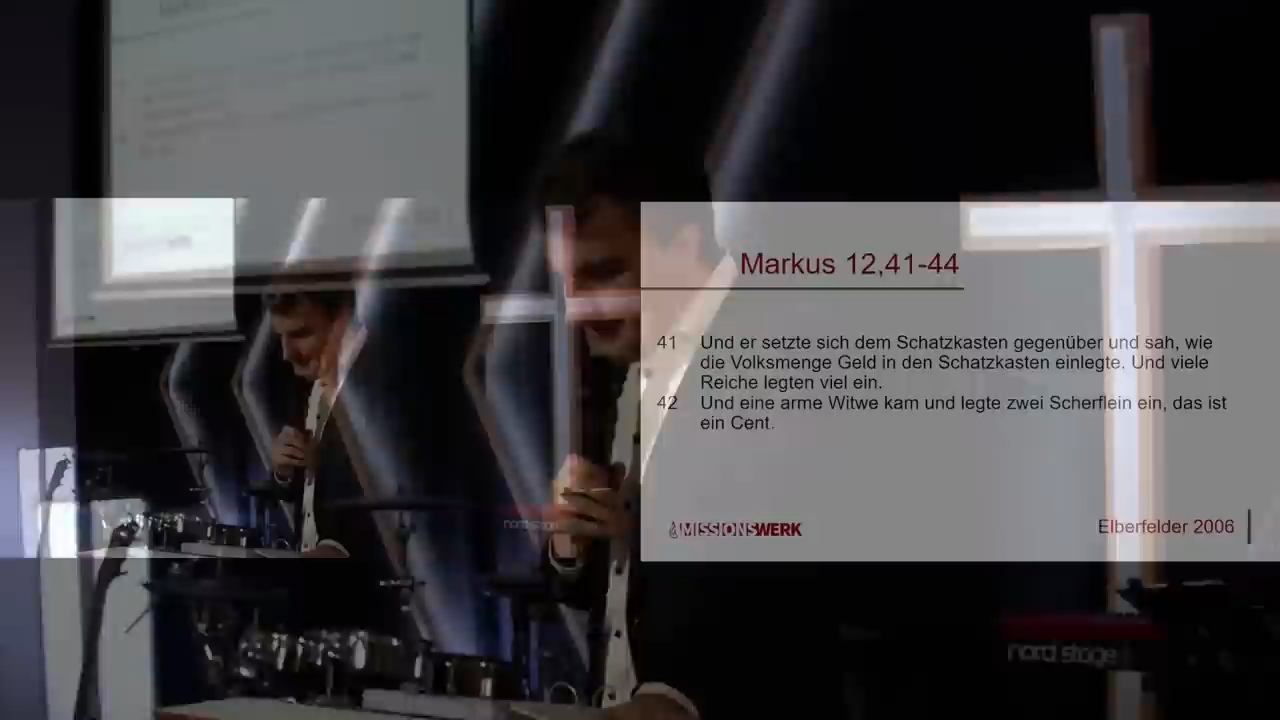 Markus 12,41-44
41 Und er setzte sich dem Schatzkasten gegenüber und sah, wie
die Volksmenge Geld in den Schatzkasten einlegte. Und viele
Reiche legten viel ein.
42 Und eine arme Witwe kam und legte zwei Scherflein ein, das ist
ein Cent.
MISSIONSWERK
Elberfelder 2006
nord stage
nord stage